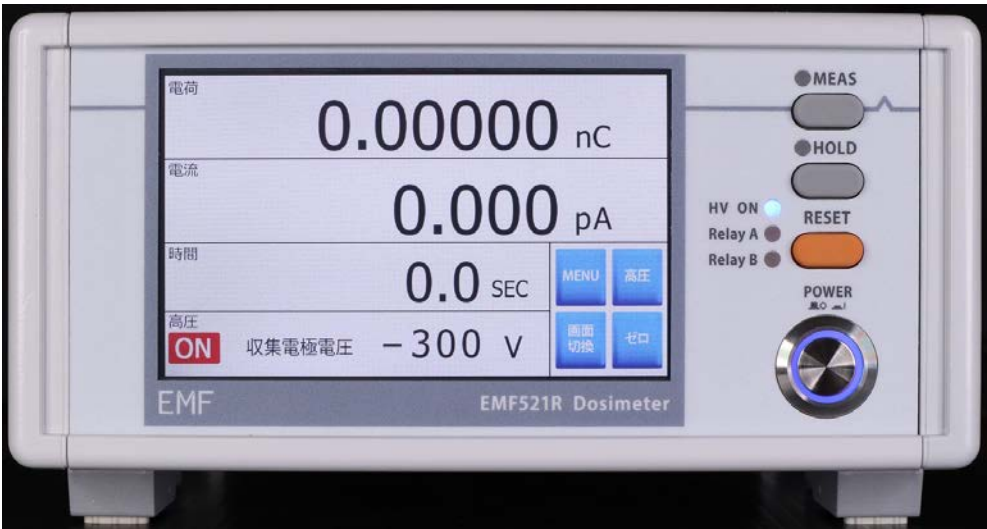 電荷
0.00000 nC
電流
0.000 pA
時間
0.0 SEC
高圧
ON 収集電極電圧 -300 V
MENU 高圧
画面
切換 ゼロ
EMF EMF521R Dosimeter
MEAS
HOLD
HV ON
Relay A
Relay B
RESET
POWER